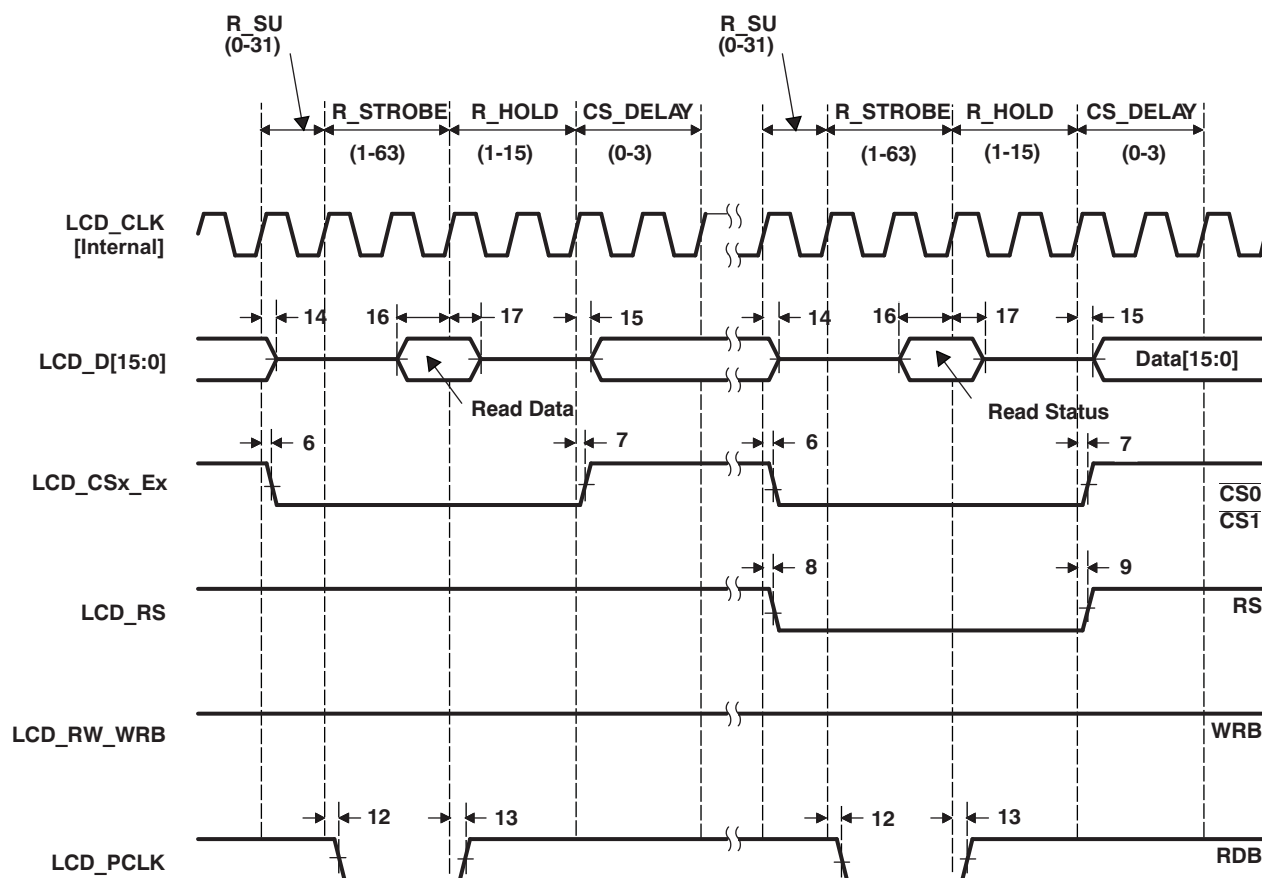 R_SU
(0-31)
R_SU
(0-31)
R_STROBE R_HOLD CS_DELAY R_STROBE R_HOLD CS_DELAY
(1-63) (1-15) (0-3) (1-63) (1-15) (0-3)
LCD_CLK
[Internal]
14 16 17 15 14 16 17 15
LCD_D[15:0] Data[15:0]
Read Data Read Status
6 7 6 7
LCD_CSx_Ex
CS0
CS1
8 9
LCD_RS RS
LCD_RW_WRB WRB
12 13 12 13
LCD_PCLK RDB